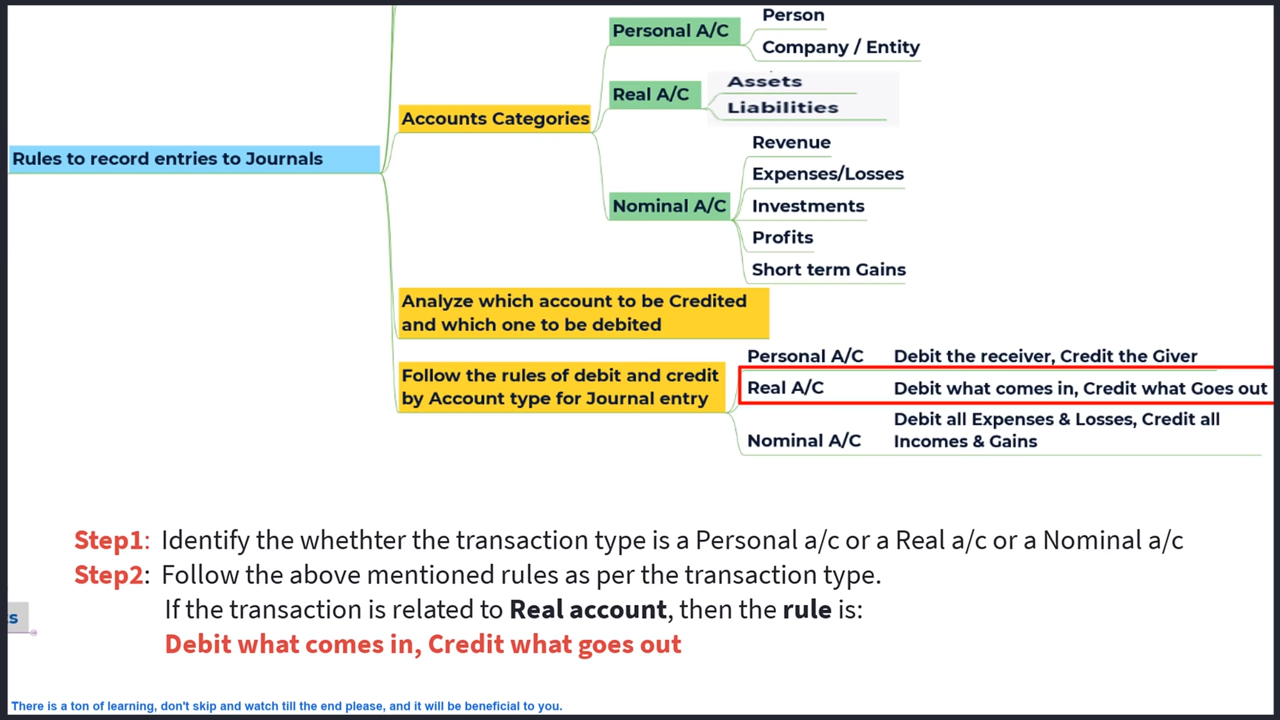 Person
Personal A/C
Company / Entity
Assets
Real A/C
Liabilities
Accounts Categories
Revenue
Rules to record entries to Journals
Expenses/Losses
Nominal A/C
Investments
Profits
Short term Gains
Analyze which account to be Credited
and which one to be debited
Personal A/C Debit the receiver, Credit the Giver
Follow the rules of debit and credit
by Account type for Journal entry
Real A/C Debit what comes in, Credit what Goes out
Debit all Expenses & Losses, Credit all
Nominal A/C Incomes & Gains
Step1: Identify the whethter the transaction type is a Personal a/c or a Real a/c or a Nominal a/c
Step2: Follow the above mentioned rules as per the transaction type.
If the transaction is related to Real account, then the rule is:
s
Debit what comes in, Credit what goes out
There is a ton of learning, don't skip and watch till the end please, and it will be beneficial to you.